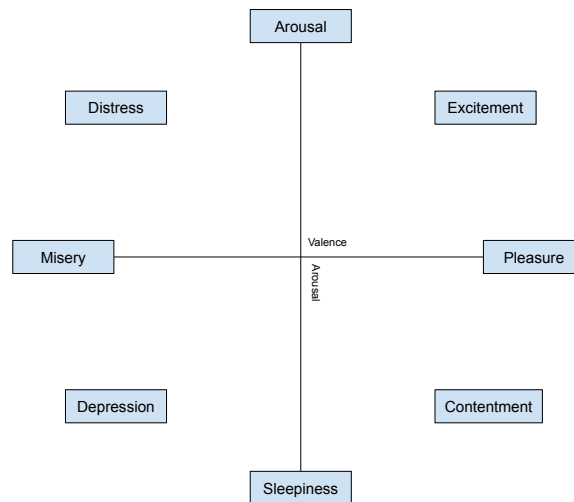 Arousal
Distress
Excitement
Valence
Misery
Pleasure
Arousal
Depression
Contentment
Sleepiness